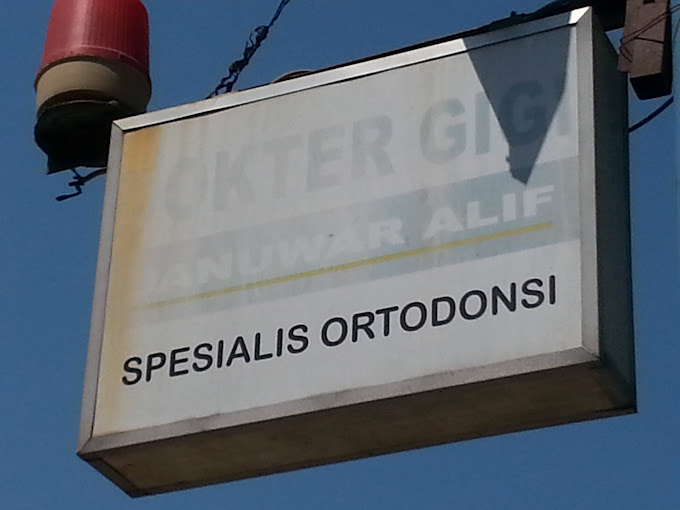 OKTER GIGI
ANUWAR ALIF
SPESIALIS ORTODONSI